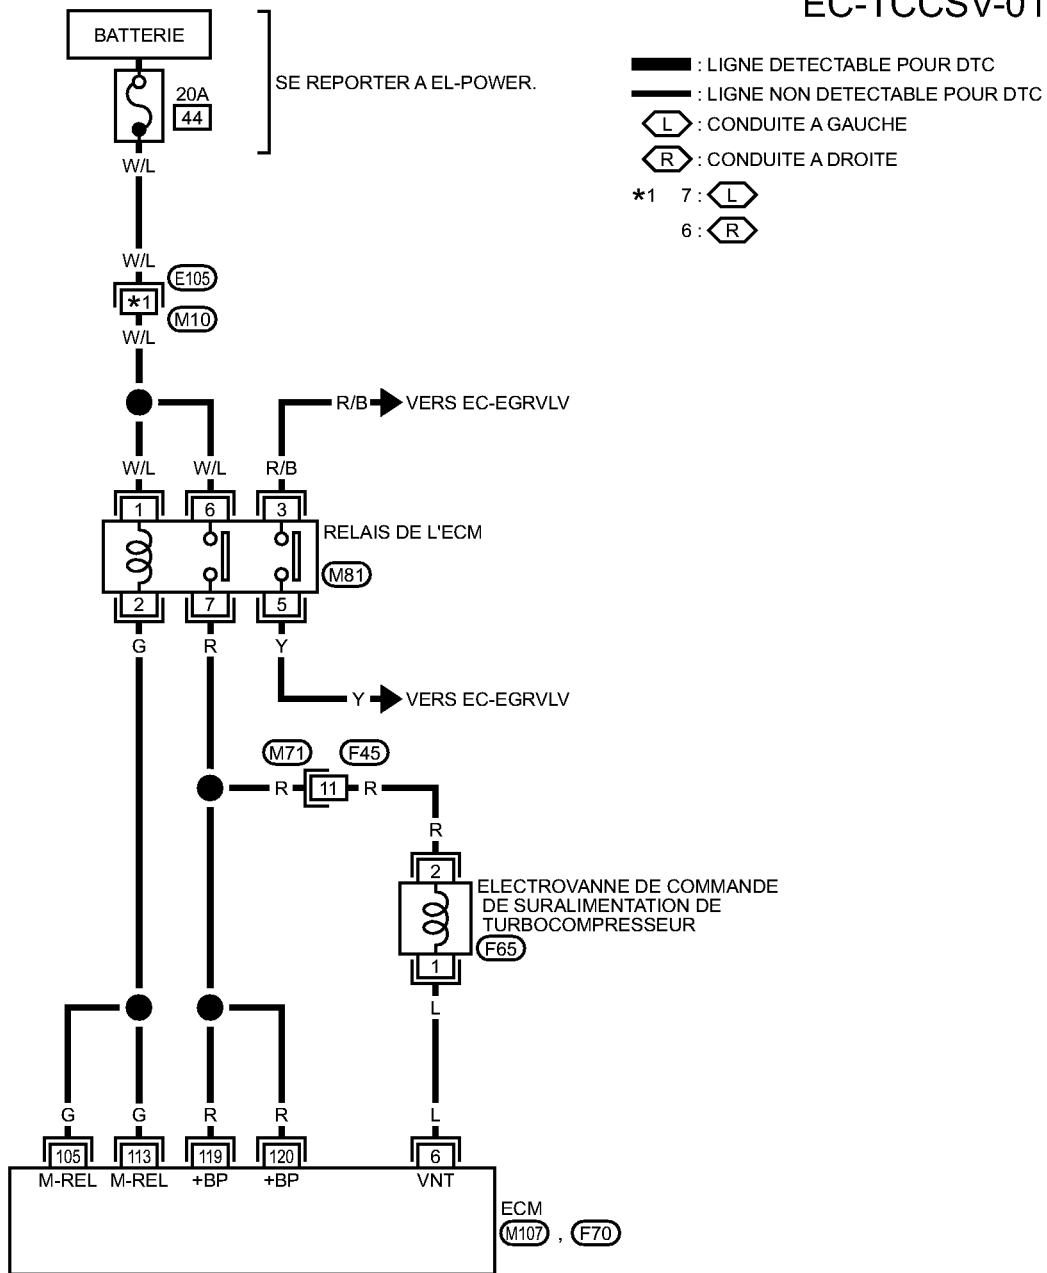 EC-TCCSV-01
BATTERIE
SE REPORTER A EL-POWER.
20A
44
: LIGNE DETECTABLE POUR DTC
: LIGNE NON DETECTABLE POUR DTC
L : CONDUITE A GAUCHE
R : CONDUITE A DROITE
*1 7 : L
6 : R
W/L
W/L
E105
*1
M10
W/L
R/B VERS EC-EGRVLV
W/L W/L R/B
1 6 3
RELAIS DE L'ECM
M81
2 7 5
G R Y
Y VERS EC-EGRVLV
M71 F45
R 11 R
R
2
ELECTROVANNE DE COMMANDE
DE SURALIMENTATION DE
TURBOCOMPRESSEUR
F65
1
L
G G R R L
105 113 119 120 6
M-REL M-REL +BP +BP VNT
ECM
M107 , F70